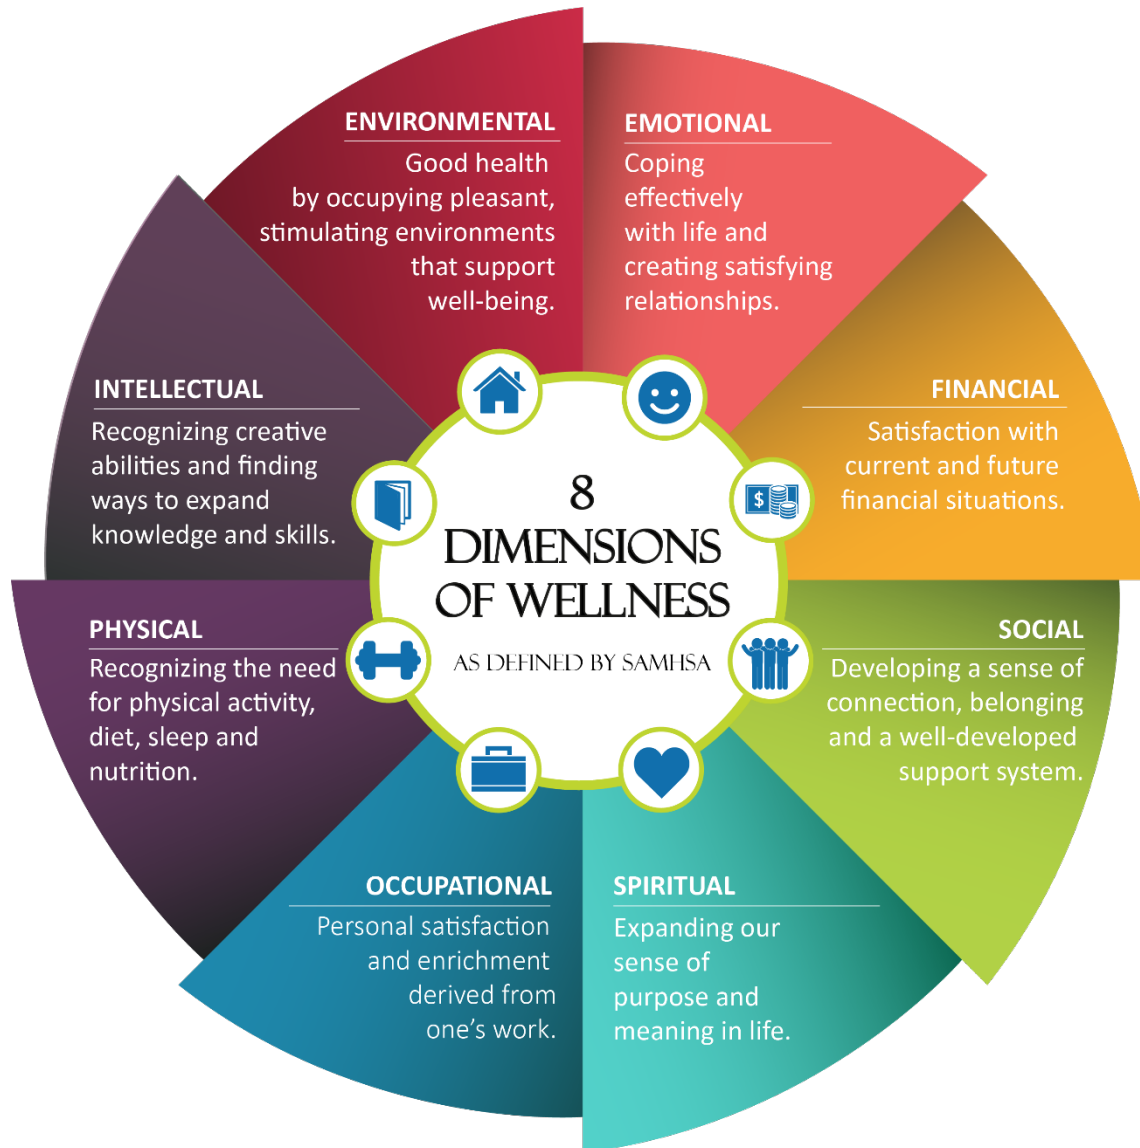 ENVIRONMENTAL
Good health
by occupying pleasant,
stimulating environments
that support
well-being.
EMOTIONAL
Coping
effectively
with life and
creating satisfying
relationships.
FINANCIAL
Satisfaction with
current and future
financial situations.
SOCIAL
Developing a sense of
connection, belonging
and a well-developed
support system.
SPIRITUAL
Expanding our
sense of
purpose and
meaning in life.
OCCUPATIONAL
Personal satisfaction
and enrichment
derived from
one's work.
PHYSICAL
Recognizing the need
for physical activity,
diet, sleep and
nutrition.
INTELLECTUAL
Recognizing creative
abilities and finding
ways to expand
knowledge and skills.
8
DIMENSIONS
OF WELLNESS
AS DEFINED BY SAMHSA
$